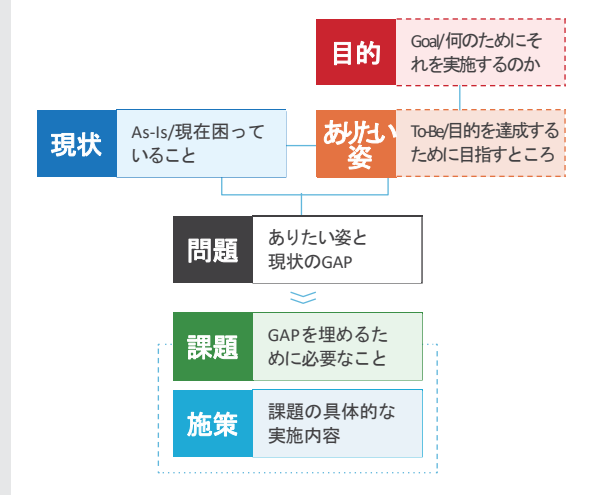 目的
Goal/何のためにそ
れを実施するのか
現状
As-Is/現在困って
いること
ありたい
姿
To-Be/目的を達成する
ために目指すところ
問題
ありたい姿と
現状のGAP
課題
GAPを埋めるた
めに必要なこと
施策
課題の具体的な
実施内容